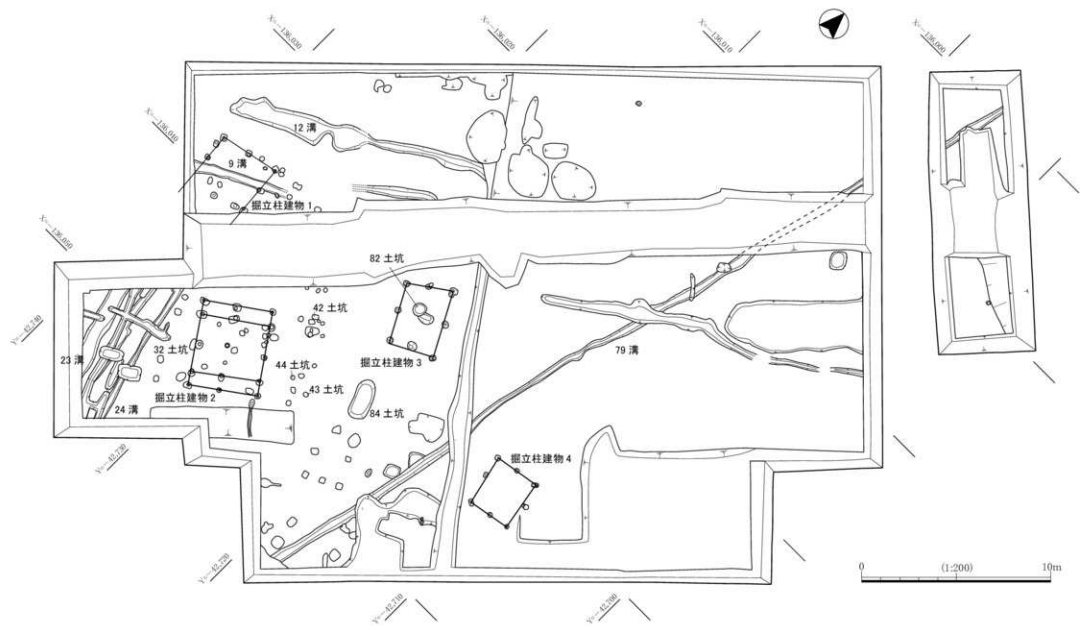 X=-136,030
X=-136,020
X=-136,010
X=-136,000
X=-136,040
12 溝
9 溝
掘立柱建物 1
X=-136,050
82 土坑
42 土坑
Y=-42,740
32 土坑
23 溝
掘立柱建物 3
79 溝
44 土坑
43 土坑
掘立柱建物 2
24 溝
84 土坑
Y=-42,730
掘立柱建物 4
Y=-42,720
0 (1:200) 10m
Y=-42,710
Y=-42,700